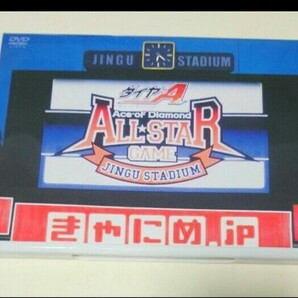 DVD
JINGU STADIUM
ダイヤのA
Ace of Diamond
ALL★STAR
GAME
JINGU STADIUM
きゃにめ.jp